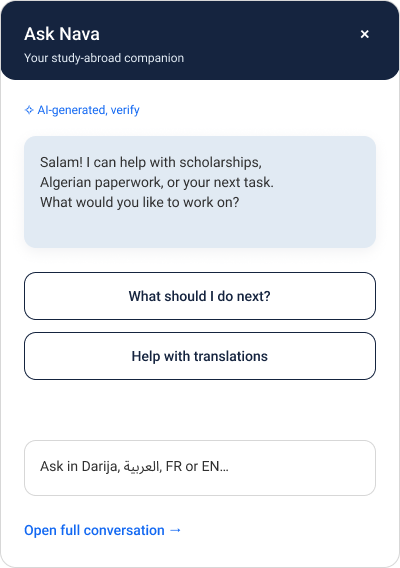 Ask Nava
×
Your study-abroad companion
✧ AI-generated, verify
Salam! I can help with scholarships,
Algerian paperwork, or your next task.
What would you like to work on?
What should I do next?
Help with translations
Ask in Darija, العربية, FR or EN…
Open full conversation →